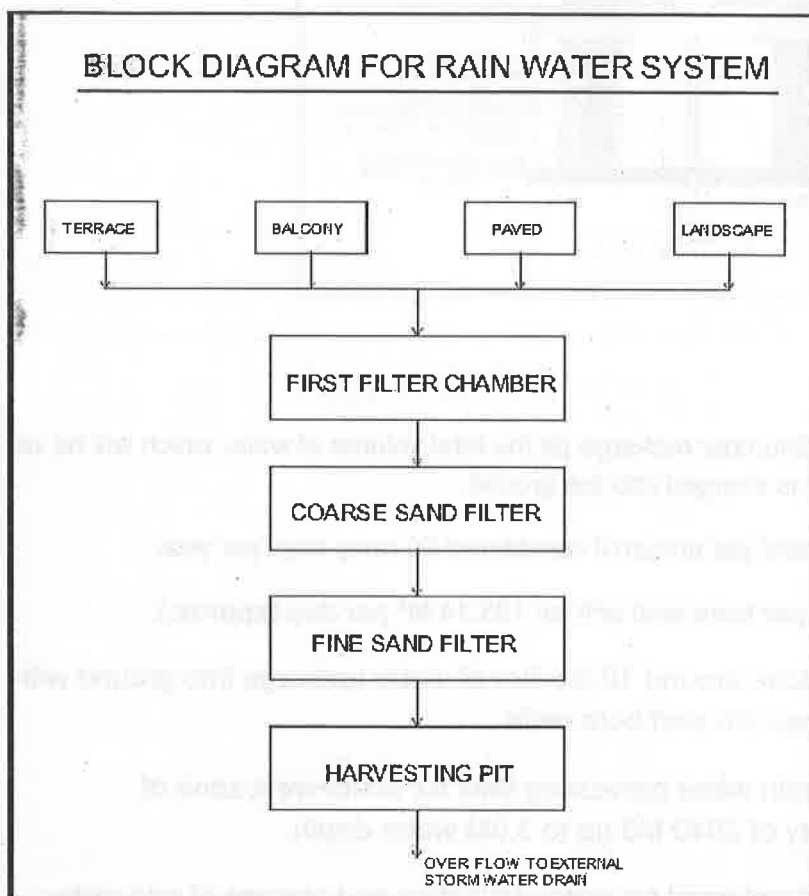 BLOCK DIAGRAM FOR RAIN WATER SYSTEM
TERRACE
BALCONY
PAVED
LANDSCAPE
FIRST FILTER CHAMBER
COARSE SAND FILTER
FINE SAND FILTER
HARVESTING PIT
OVER FLOW TO EXTERNAL
STORM WATER DRAIN